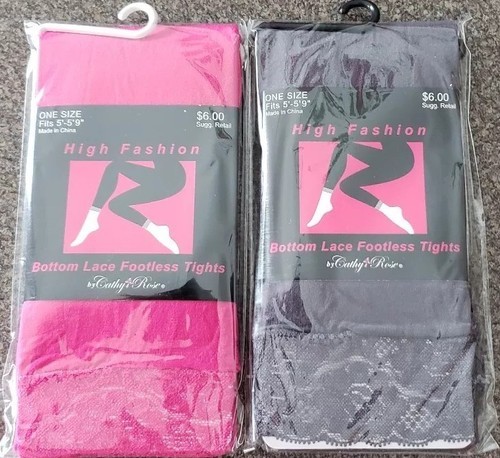 ONE SIZE
Fits 5'-5'9"
Made in China
$6.00
Sugg. Retail
High Fashion
Bottom Lace Footless Tights
by Cathy Rose®
ONE SIZE
Fits 5'-5'9"
Made in China
$6.00
Sugg. Retail
High Fashion
Bottom Lace Footless Tights
by Cathy Rose®